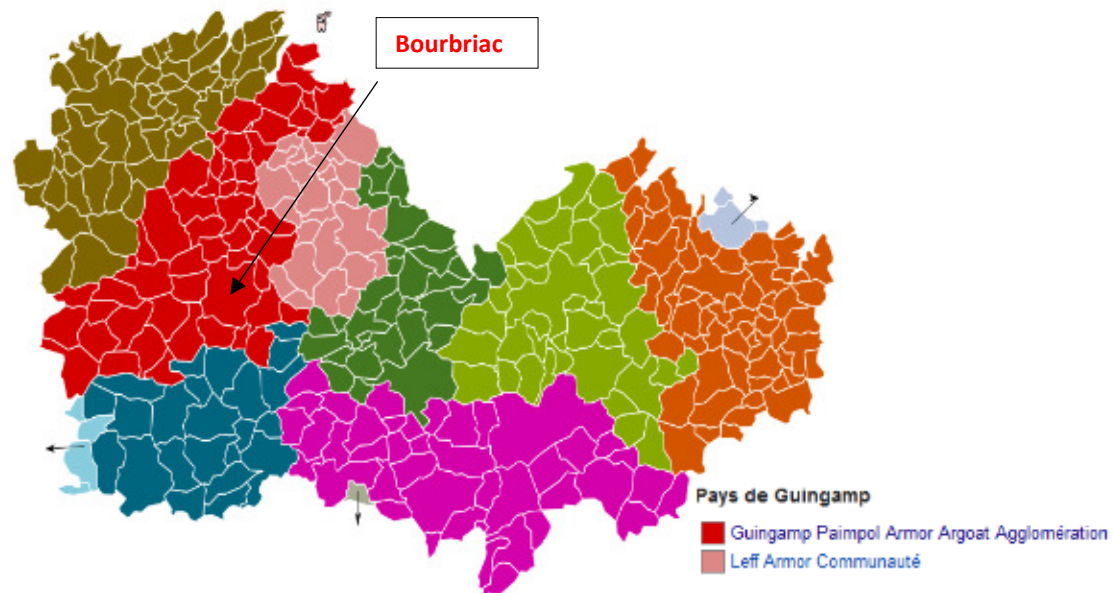 Bourbriac
Pays de Guingamp
Guingamp Paimpol Armor Argoat Agglomération
Leff Armor Communauté